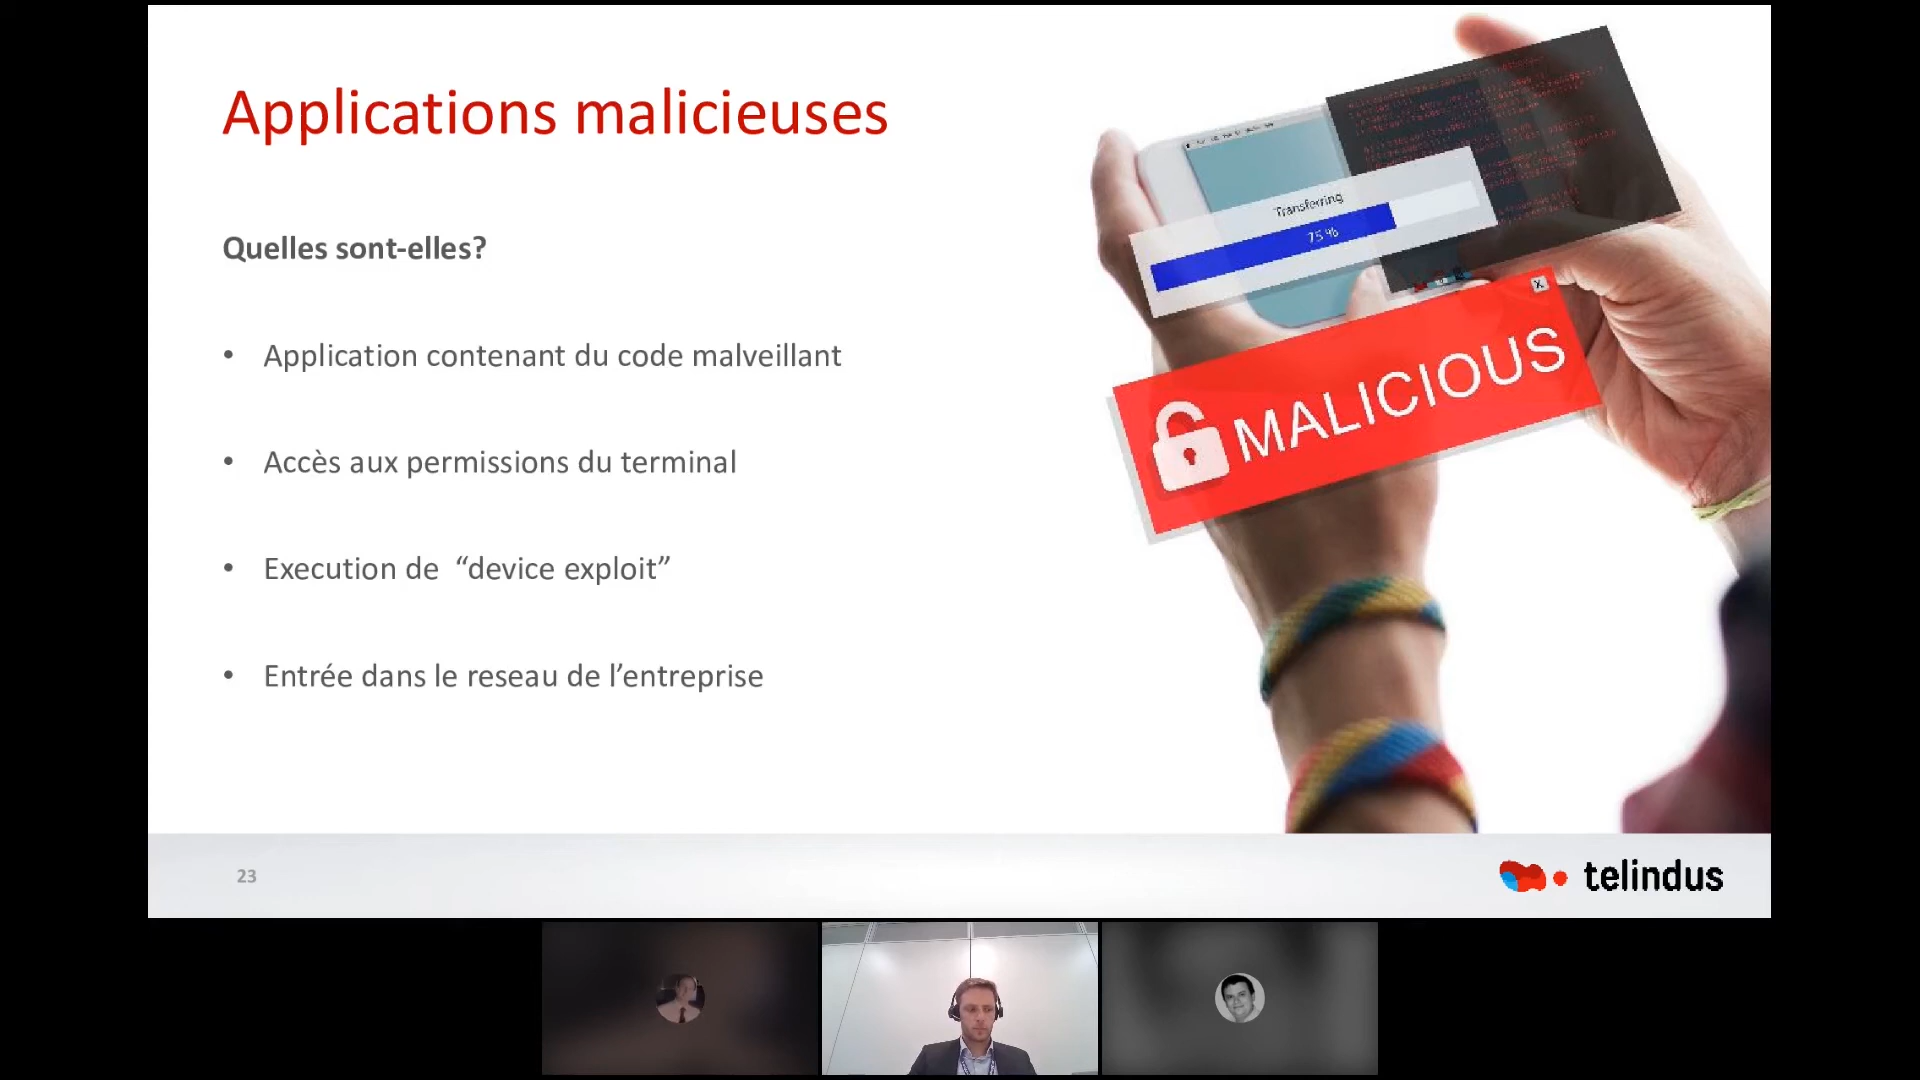 Applications malicieuses
Quelles sont-elles?
• Application contenant du code malveillant
• Accès aux permissions du terminal
• Execution de  “device exploit”
• Entrée dans le reseau de l’entreprise
Transferring
75 %
X
MALICIOUS
23
telindus